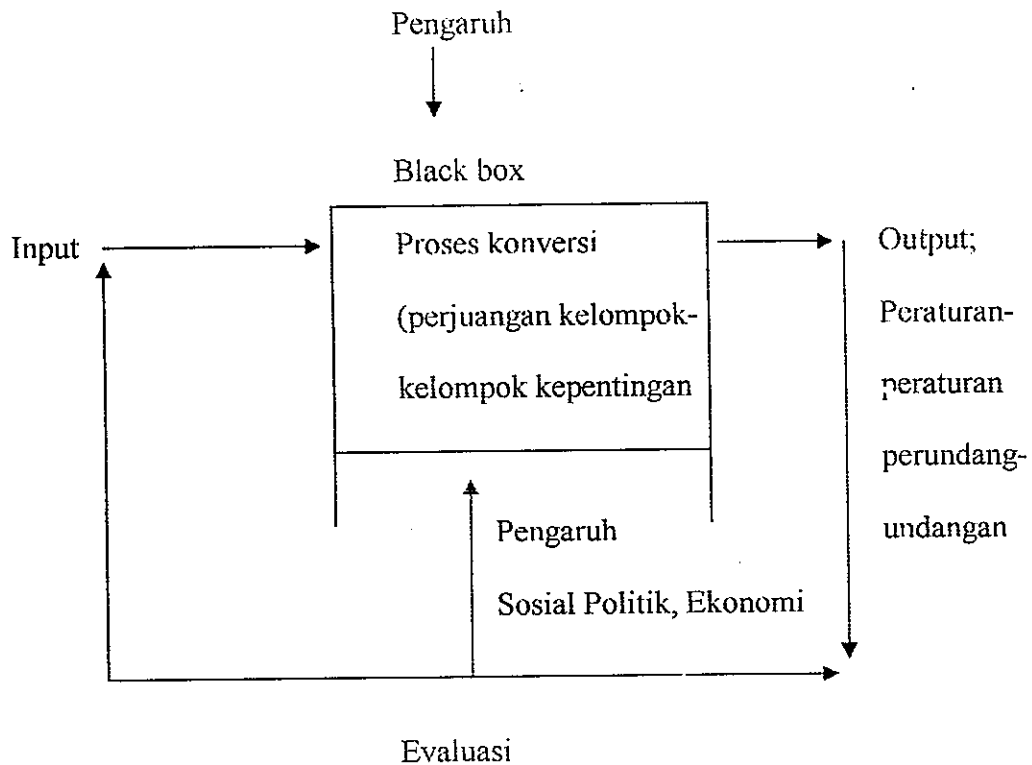 Pengaruh
Black box
Input
Proses konversi
(perjuangan kelompok-
kelompok kepentingan
Output;
Peraturan-
peraturan
perundang-
undangan
Pengaruh
Sosial Politik, Ekonomi
Evaluasi